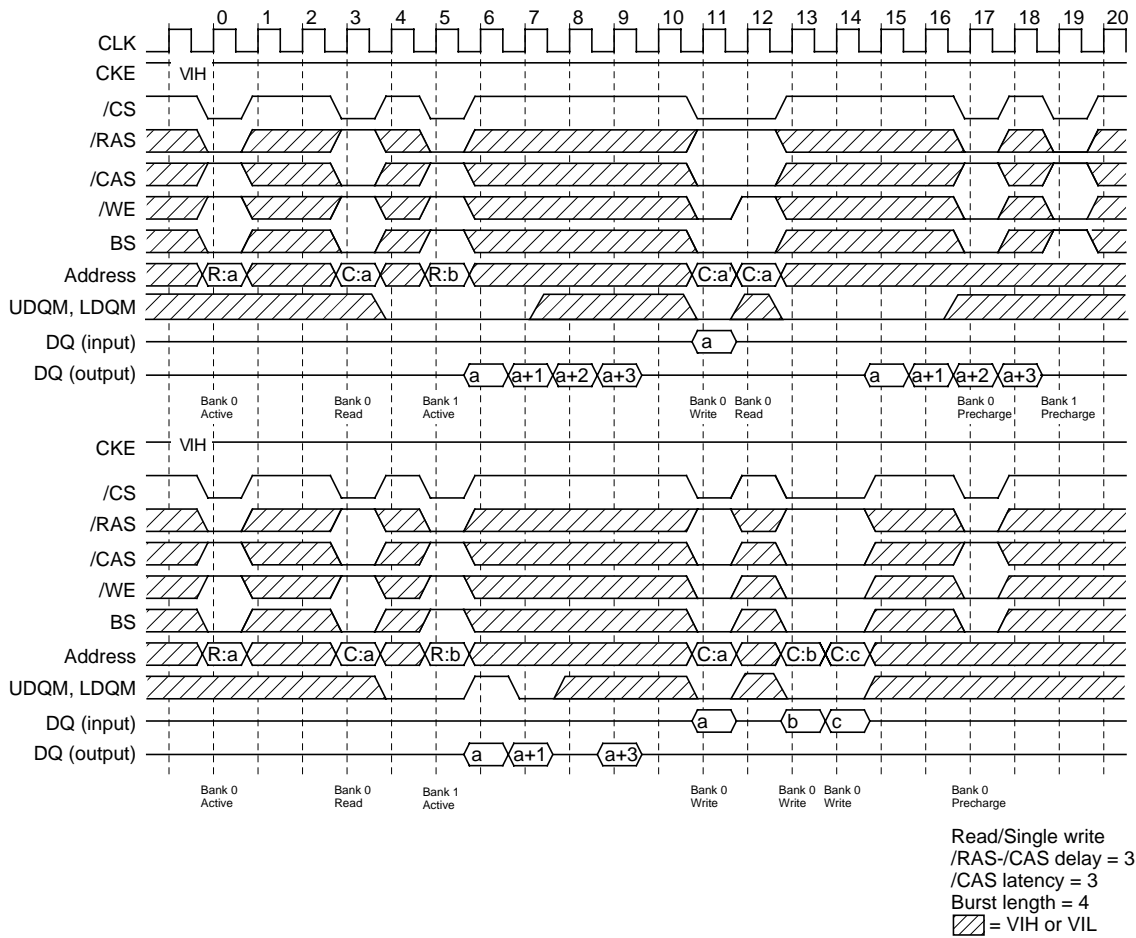 0 1 2 3 4 5 6 7 8 9 10 11 12 13 14 15 16 17 18 19 20
CLK
CKE VIH
/CS
/RAS
/CAS
/WE
BS
Address R:a C:a R:b C:a' C:a
UDQM, LDQM
DQ (input) a
DQ (output) a a+1 a+2 a+3 a a+1 a+2 a+3
Bank 0 Bank 0 Bank 1 Bank 0 Bank 0 Bank 0 Bank 1
Active Read Active Write Read Precharge Precharge
CKE VIH
/CS
/RAS
/CAS
/WE
BS
Address R:a C:a R:b C:a C:b C:c
UDQM, LDQM
DQ (input) a b c
DQ (output) a a+1 a+3
Bank 0 Bank 0 Bank 1 Bank 0 Bank 0 Bank 0 Bank 0
Active Read Active Write Write Write Precharge
Read/Single write
/RAS-/CAS delay = 3
/CAS latency = 3
Burst length = 4
= VIH or VIL